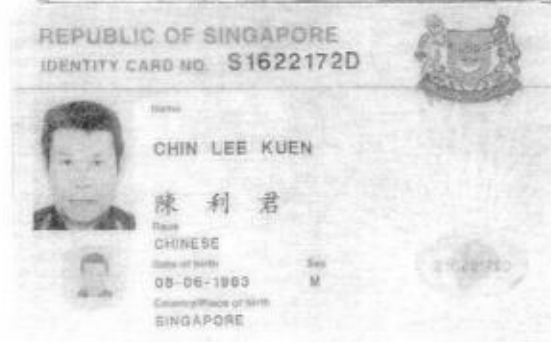 REPUBLIC OF SINGAPORE
IDENTITY CARD NO. S1622172D
Name
CHIN LEE KUEN
陳 利 君
Race
CHINESE
Date of birth Sex
08-06-1963 M
Country/Place of birth
SINGAPORE